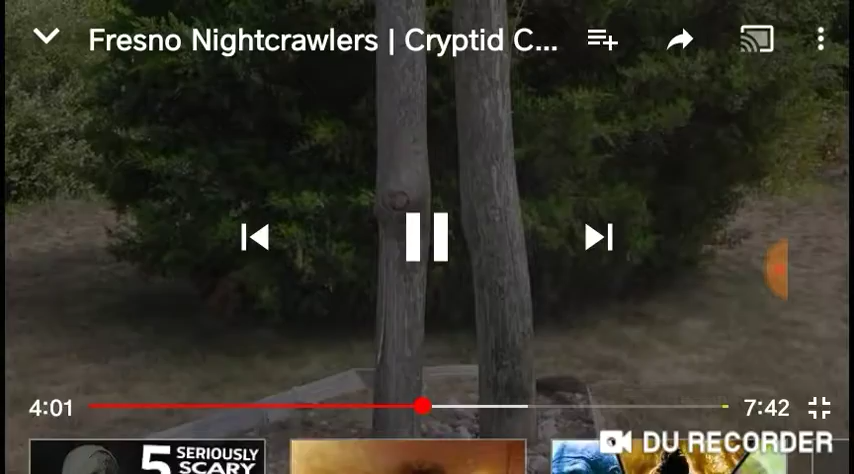 Fresno Nightcrawlers | Cryptid C...
4:01
7:42
5 SERIOUSLY
SCARY
DU RECORDER